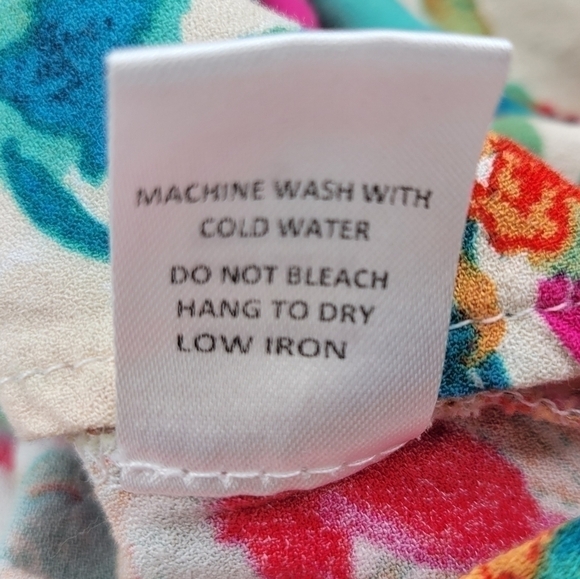 MACHINE WASH WITH
COLD WATER
DO NOT BLEACH
HANG TO DRY
LOW IRON